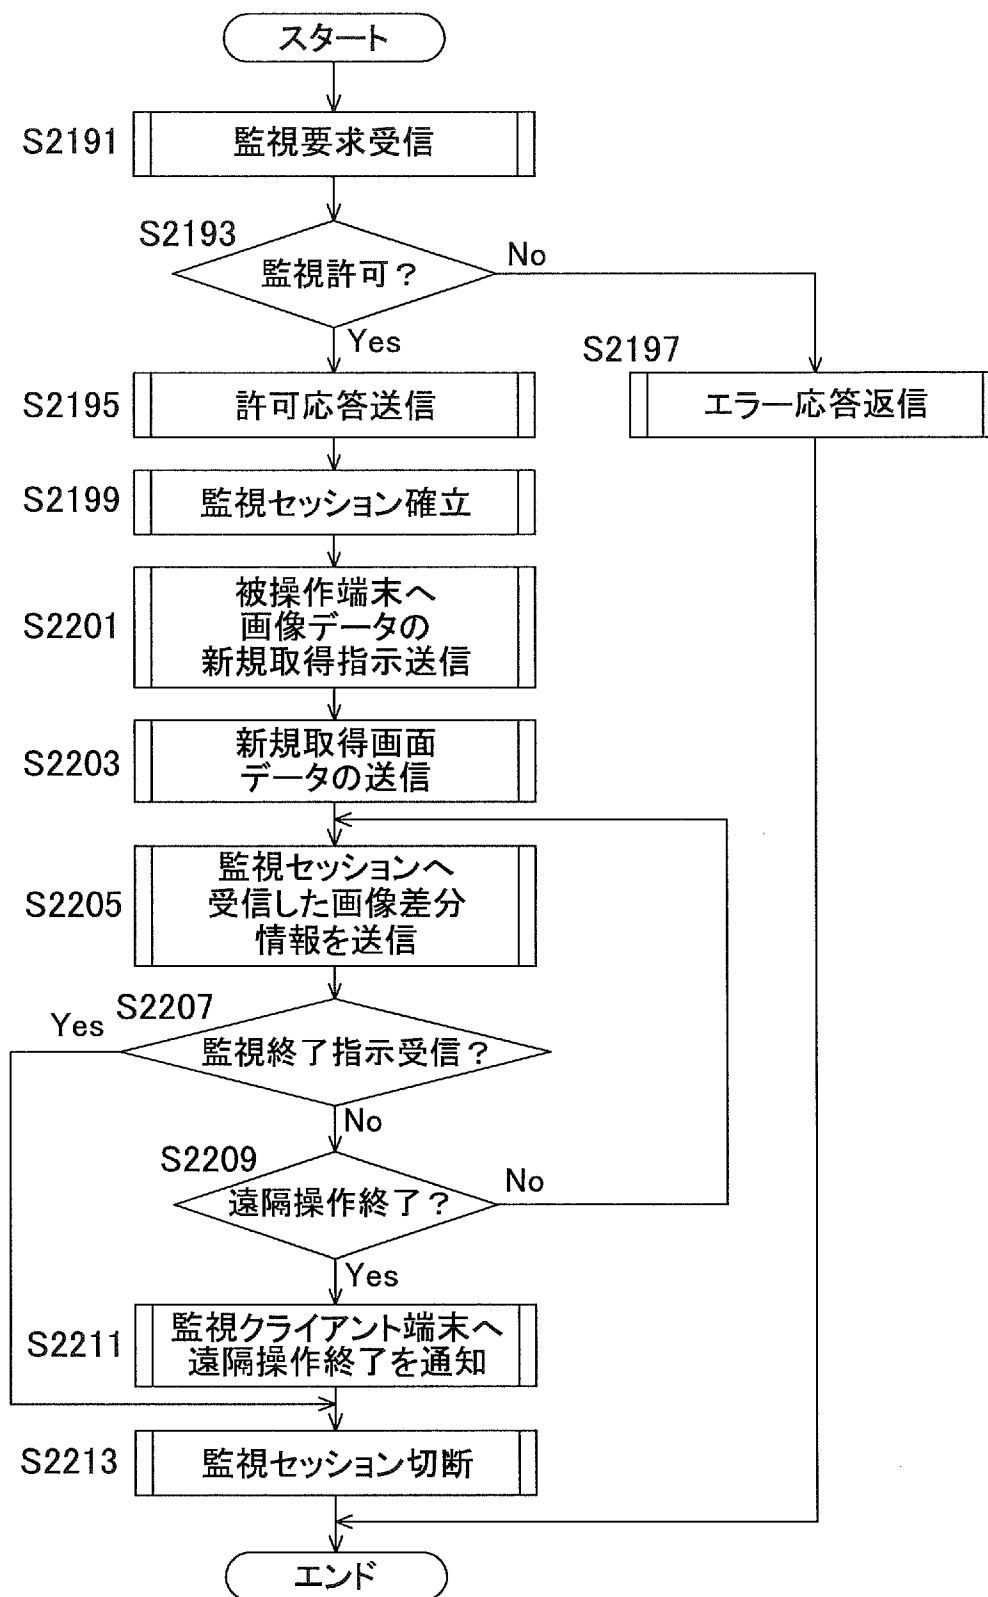 スタート
S2191
監視要求受信
S2193
監視許可?
No
Yes
S2197
エラー応答返信
S2195
許可応答送信
S2199
監視セッション確立
S2201
被操作端末へ
画像データの
新規取得指示送信
S2203
新規取得画面
データの送信
S2205
監視セッションへ
受信した画像差分
情報を送信
S2207
Yes
監視終了指示受信?
No
S2209
遠隔操作終了?
No
Yes
S2211
監視クライアント端末へ
遠隔操作終了を通知
S2213
監視セッション切断
エンド